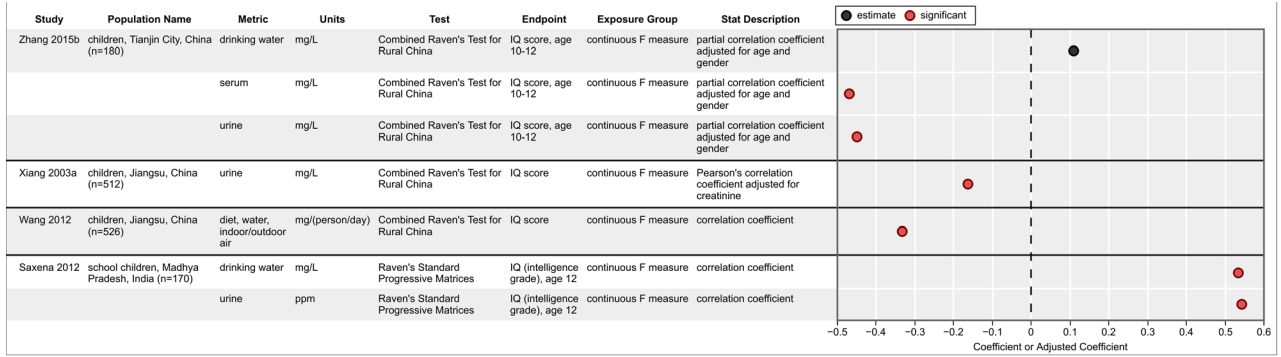 estimate significant
Study Population Name Metric Units Test Endpoint Exposure Group Stat Description
Zhang 2015b children, Tianjin City, China drinking water mg/L Combined Raven's Test for IQ score, age continuous F measure partial correlation coefficient
(n=180) Rural China 10-12 adjusted for age and
gender
serum mg/L Combined Raven's Test for IQ score, age continuous F measure partial correlation coefficient
Rural China 10-12 adjusted for age and
gender
urine mg/L Combined Raven's Test for IQ score, age continuous F measure partial correlation coefficient
Rural China 10-12 adjusted for age and
gender
Xiang 2003a children, Jiangsu, China urine mg/L Combined Raven's Test for IQ score continuous F measure Pearson's correlation
(n=512) Rural China coefficient adjusted for
creatinine
Wang 2012 children, Jiangsu, China diet, water, mg/(person/day) Combined Raven's Test for IQ score continuous F measure correlation coefficient
(n=526) indoor/outdoor Rural China
air
Saxena 2012 school children, Madhya drinking water mg/L Raven's Standard IQ (intelligence continuous F measure correlation coefficient
Pradesh, India (n=170) Progressive Matrices grade), age 12
urine ppm Raven's Standard IQ (intelligence continuous F measure correlation coefficient
Progressive Matrices grade), age 12
−0.5 −0.4 −0.3 −0.2 −0.1 0 0.1 0.2 0.3 0.4 0.5 0.6
Coefficient or Adjusted Coefficient